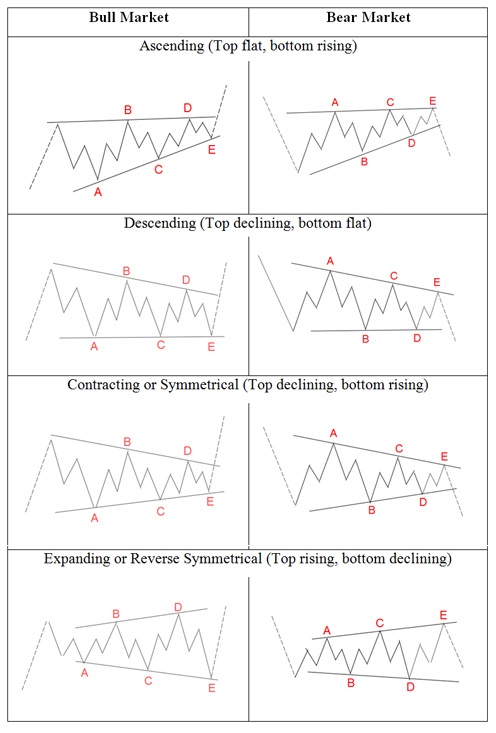 Bull Market
Bear Market
Ascending (Top flat, bottom rising)
B
D
A
C
E
A
C
E
B
D
Descending (Top declining, bottom flat)
B
D
A
C
E
A
C
E
B
D
Contracting or Symmetrical (Top declining, bottom rising)
B
D
A
C
E
A
C
E
B
D
Expanding or Reverse Symmetrical (Top rising, bottom declining)
B
D
A
C
E
A
C
E
B
D